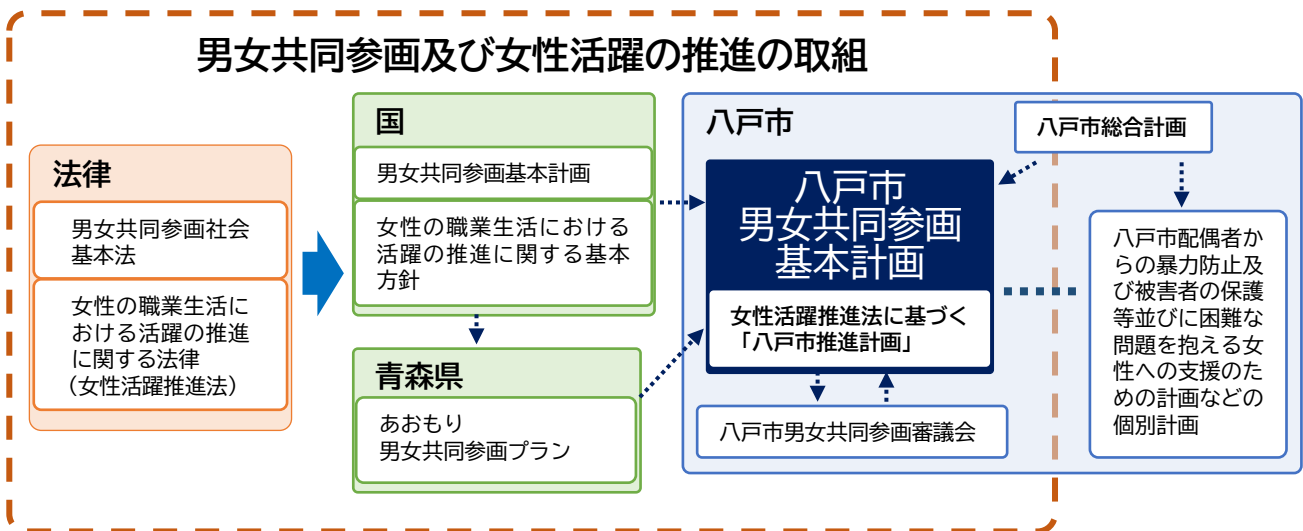 男女共同参画及び女性活躍の推進の取組
法律
男女共同参画社会
基本法
女性の職業生活に
おける活躍の推進
に関する法律
（女性活躍推進法）
国
男女共同参画基本計画
女性の職業生活における
活躍の推進に関する基本
方針
青森県
あおもり
男女共同参画プラン
八戸市
八戸市総合計画
八戸市
男女共同参画
基本計画
女性活躍推進法に基づく
「八戸市推進計画」
八戸市男女共同参画審議会
八戸市配偶者か
らの暴力防止及
び被害者の保護
等並びに困難な
問題を抱える女
性への支援のた
めの計画などの
個別計画